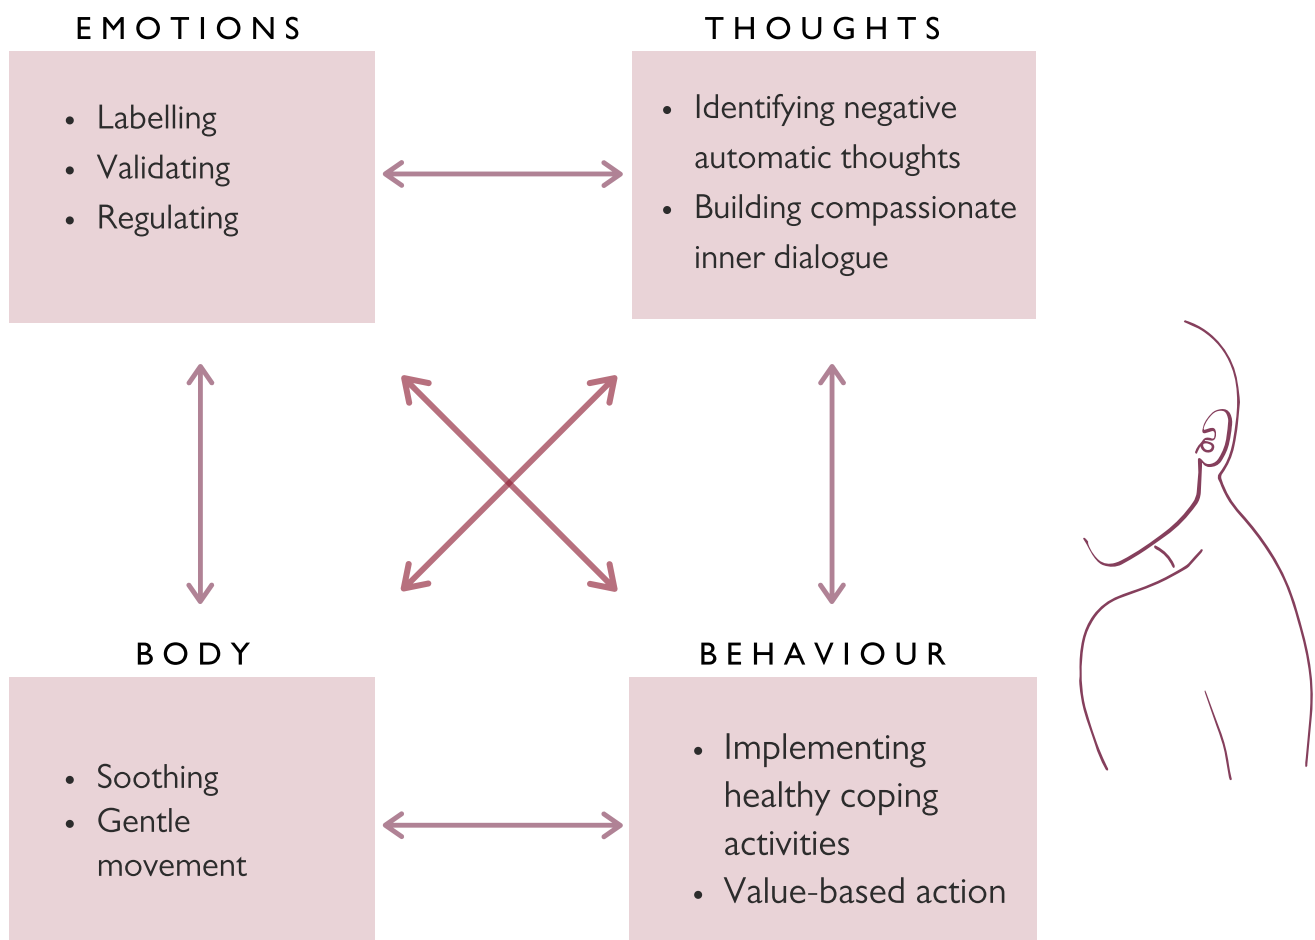 EMOTIONS
• Labelling
• Validating
• Regulating
THOUGHTS
• Identifying negative
automatic thoughts
• Building compassionate
inner dialogue
BODY
• Soothing
• Gentle
movement
BEHAVIOUR
• Implementing
healthy coping
activities
• Value-based action